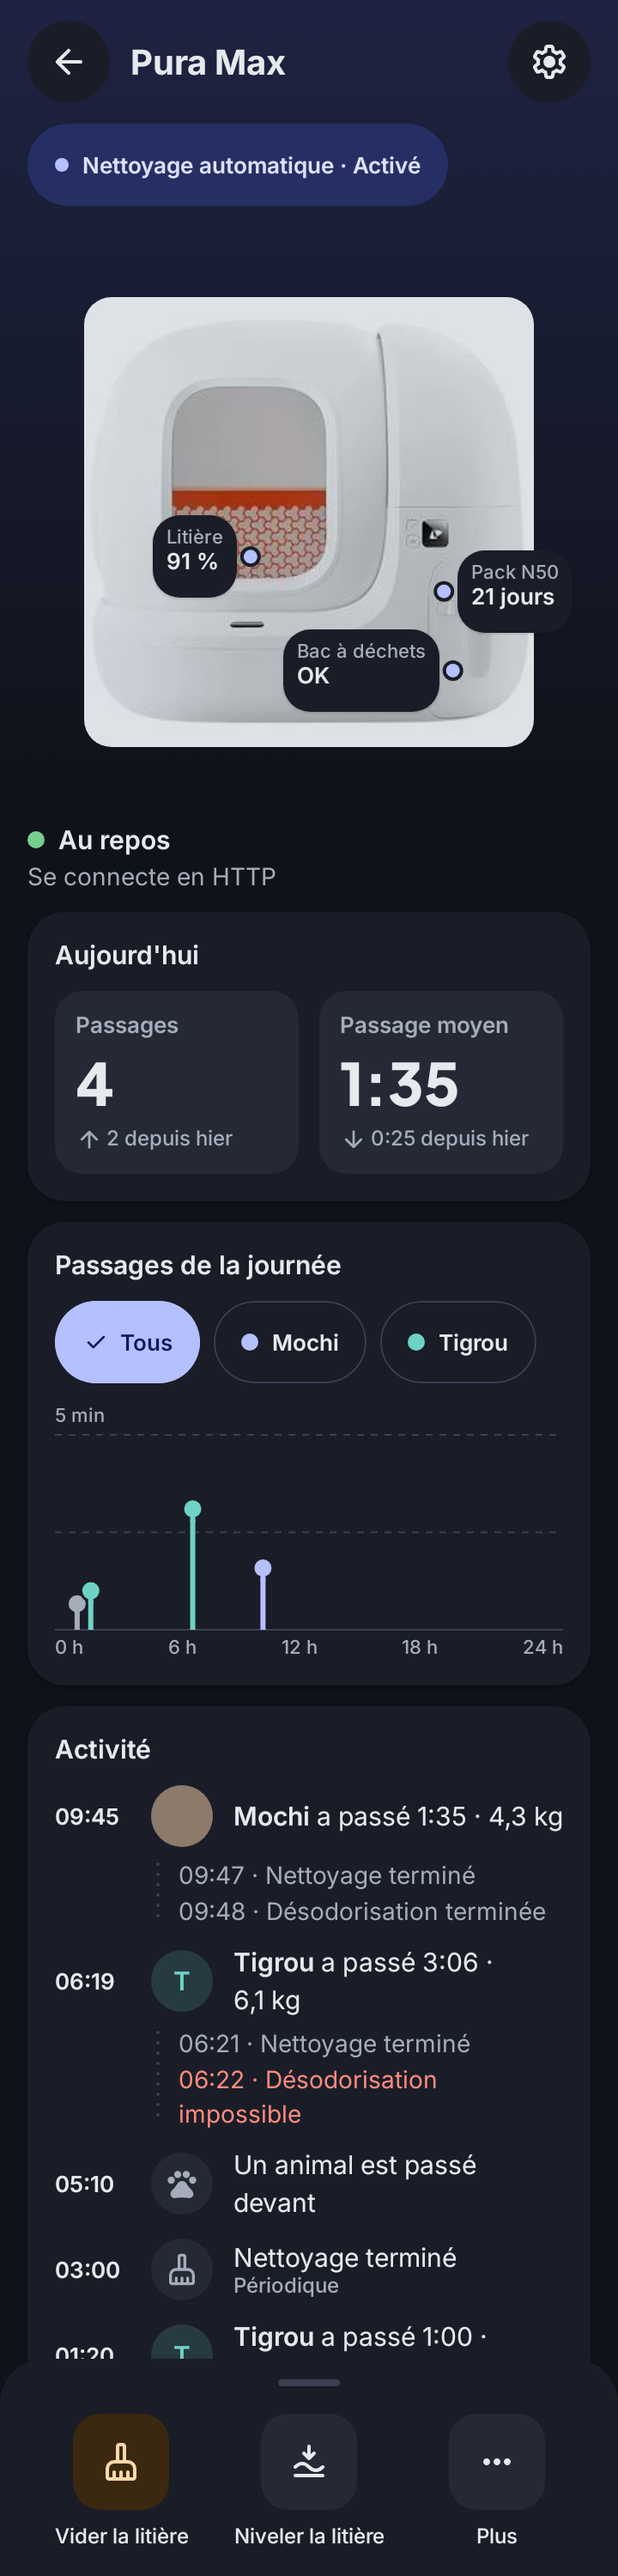 Pura Max
Nettoyage automatique · Activé
Litière
91 %
Pack N50
21 jours
Bac à déchets
OK
Au repos
Se connecte en HTTP
Aujourd'hui
Passages
4
↑ 2 depuis hier
Passage moyen
1:35
↓ 0:25 depuis hier
Passages de la journée
Tous
Mochi
Tigrou
5 min
0 h 6 h 12 h 18 h 24 h
Activité
09:45 Mochi a passé 1:35 · 4,3 kg
09:47 · Nettoyage terminé
09:48 · Désodorisation terminée
06:19 T Tigrou a passé 3:06 ·
6,1 kg
06:21 · Nettoyage terminé
06:22 · Désodorisation
impossible
05:10 Un animal est passé
devant
03:00 Nettoyage terminé
Périodique
01:20 T Tigrou a passé 1:00 ·
Vider la litière
Niveler la litière
Plus